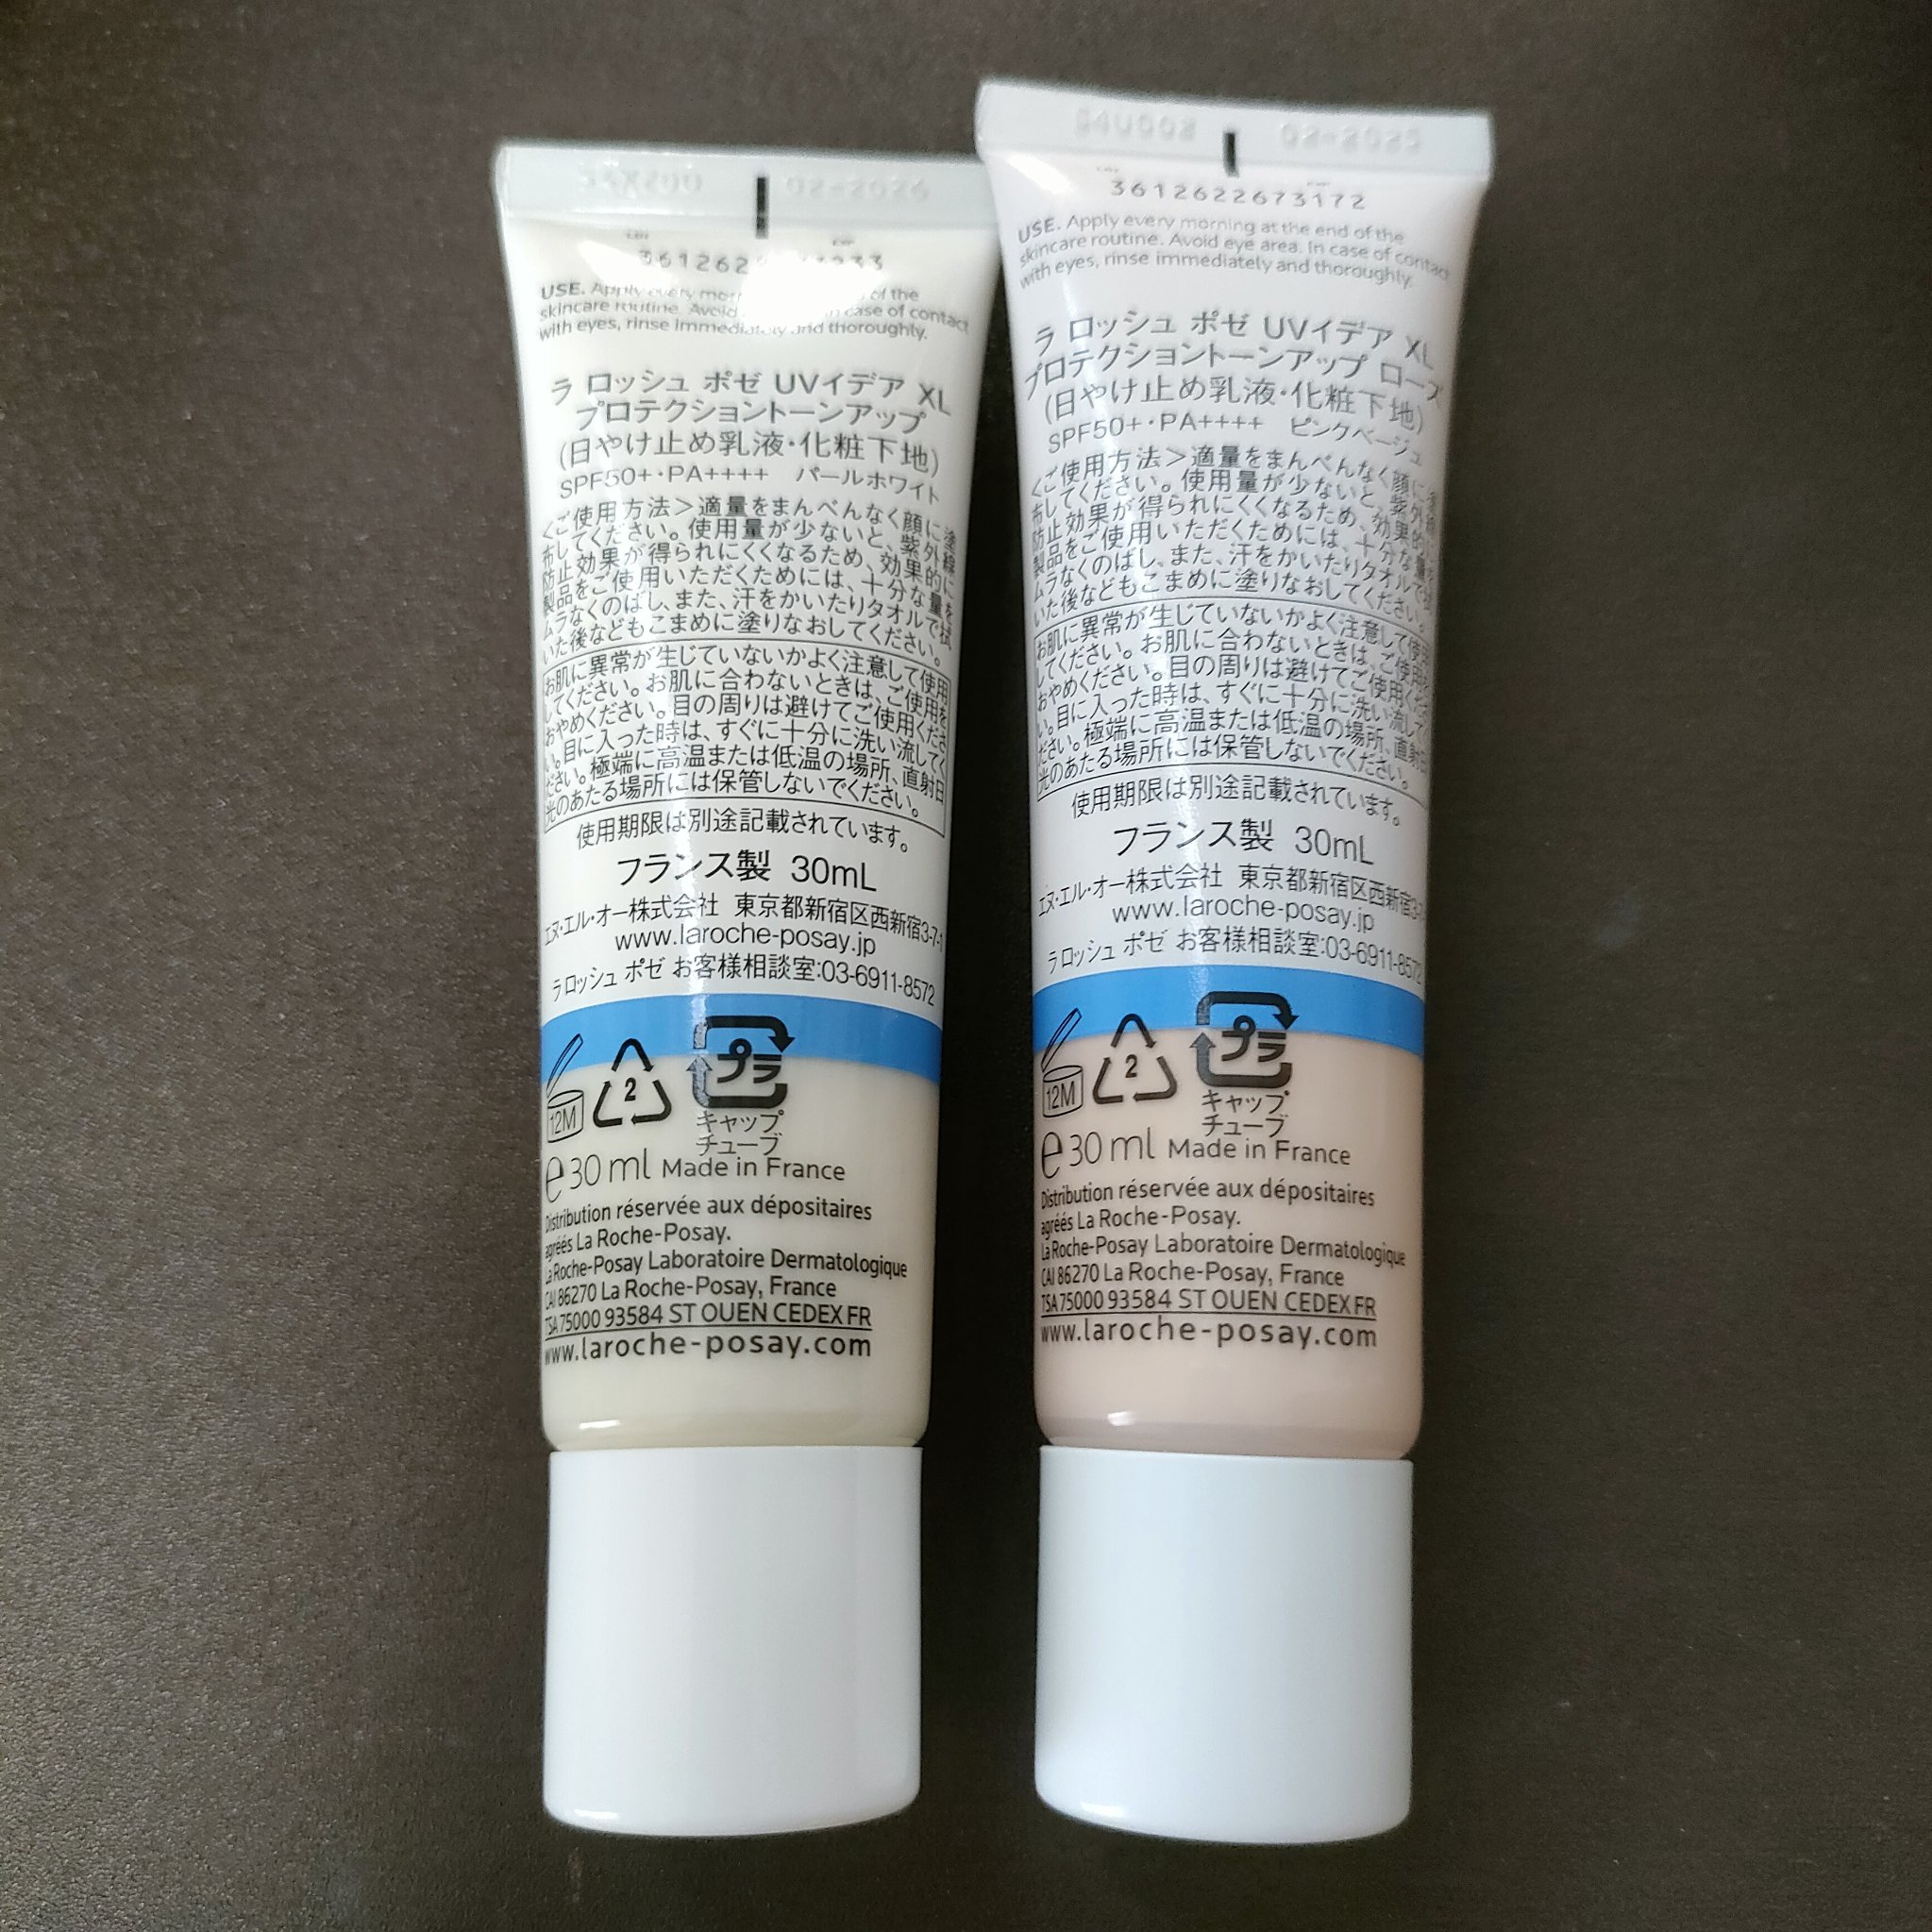 02-2026
USE. Apply every of the
skincare routine. Avoid case of contact
with eyes, rinse immediately and thoroughly.
ラ ロッシュ ポゼ UVイデア XL
プロテクショントーンアップ
(日やけ止め乳液・化粧下地)
SPF50+・PA++++ パールホワイト
<ご使用方法>適量をまんべんなく顔に塗
布してください。使用量が少ないと、紫外線
防止効果が得られにくくなるため、効果的に
製品をご使用いただくためには、十分な量を
ムラなくのばし、また、汗をかいたりタオルで拭
いた後などもこまめに塗りなおしてください。
お肌に異常が生じていないかよく注意して使用
してください。お肌に合わないときは、ご使用を
おやめください。目の周りは避けてご使用くださ
い。目に入った時は、すぐに十分に洗い流してく
ださい。極端に高温または低温の場所、直射日
光のあたる場所には保管しないでください。
使用期限は別途記載されています。
フランス製 30mL
エヌ・エル・オー株式会社 東京都新宿区西新宿3-7-1
www.laroche-posay.jp
ラ ロッシュ ポゼ お客様相談室:03-6911-8572
12M 2 プラ
キャップ
チューブ
e 30 ml Made in France
Distribution réservée aux dépositaires
agréés La Roche-Posay.
La Roche-Posay Laboratoire Dermatologique
CAI 86270 La Roche-Posay, France
TSA 75000 93584 ST OUEN CEDEX FR
www.laroche-posay.com
02-2025
3612622673172
USE. Apply every morning at the end of the
skincare routine. Avoid eye area. In case of contact
with eyes, rinse immediately and thoroughly.
ラ ロッシュ ポゼ UVイデア XL
プロテクショントーンアップ ローズ
(日やけ止め乳液・化粧下地)
SPF50+・PA++++ ピンクベージュ
<ご使用方法>適量をまんべんなく顔に塗
布してください。使用量が少ないと、紫外線
防止効果が得られにくくなるため、効果的に
製品をご使用いただくためには、十分な量を
ムラなくのばし、また、汗をかいたりタオルで拭
いた後などもこまめに塗りなおしてください。
お肌に異常が生じていないかよく注意して使用
してください。お肌に合わないときは、ご使用を
おやめください。目の周りは避けてご使用くださ
い。目に入った時は、すぐに十分に洗い流してく
ださい。極端に高温または低温の場所、直射日
光のあたる場所には保管しないでください。
使用期限は別途記載されています。
フランス製 30mL
エヌ・エル・オー株式会社 東京都新宿区西新宿3-
www.laroche-posay.jp
ラ ロッシュ ポゼ お客様相談室:03-6911-8572
12M 2 プラ
キャップ
チューブ
e 30 ml Made in France
Distribution réservée aux dépositaires
agréés La Roche-Posay.
La Roche-Posay Laboratoire Dermatologique
CAI 86270 La Roche-Posay, France
TSA 75000 93584 ST OUEN CEDEX FR
www.laroche-posay.com